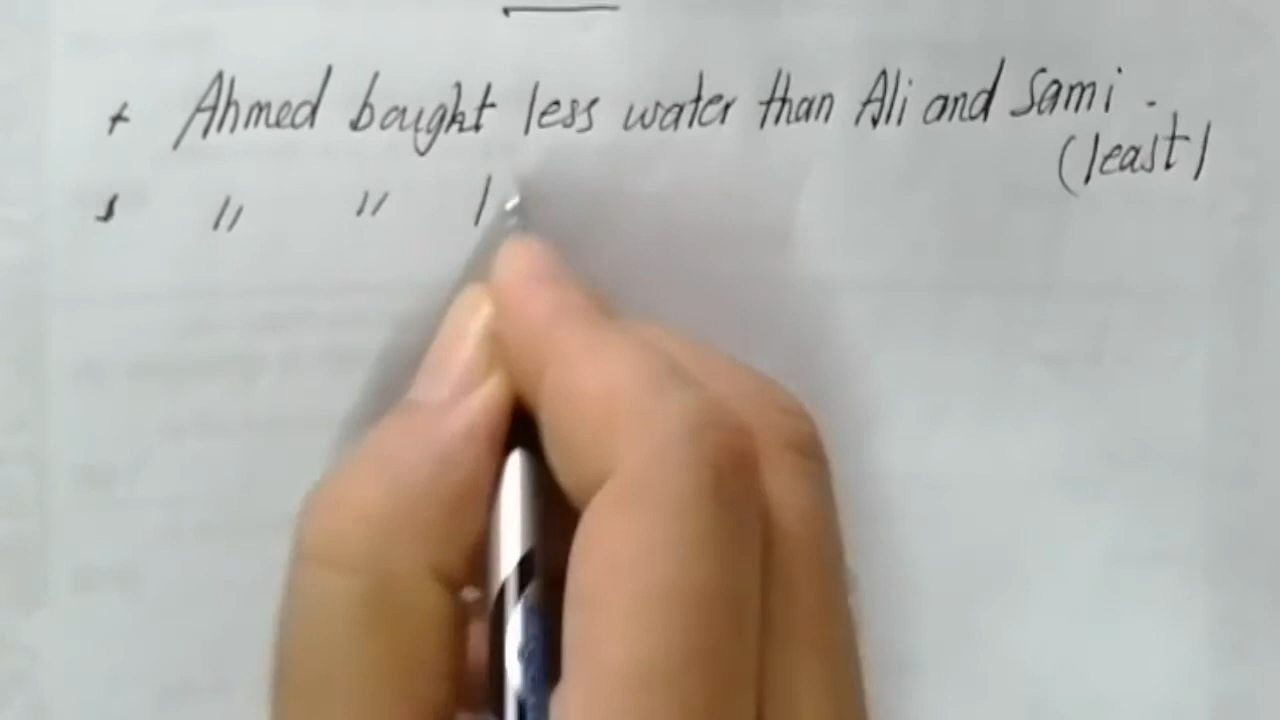 + Ahmed bought less water than Ali and Sami.
(least)
s " " l